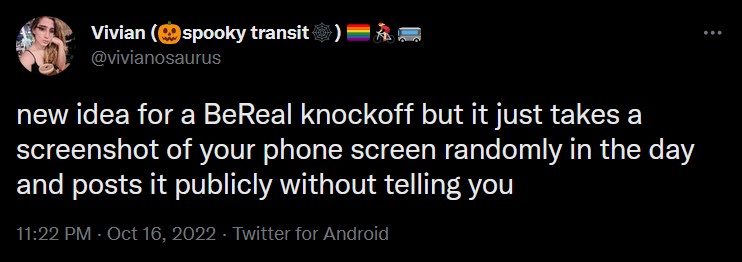 Vivian (🎃spooky transit🕸️) 🏳️‍🌈🚴🚍
@vivianosaurus
new idea for a BeReal knockoff but it just takes a
screenshot of your phone screen randomly in the day
and posts it publicly without telling you
11:22 PM · Oct 16, 2022 · Twitter for Android